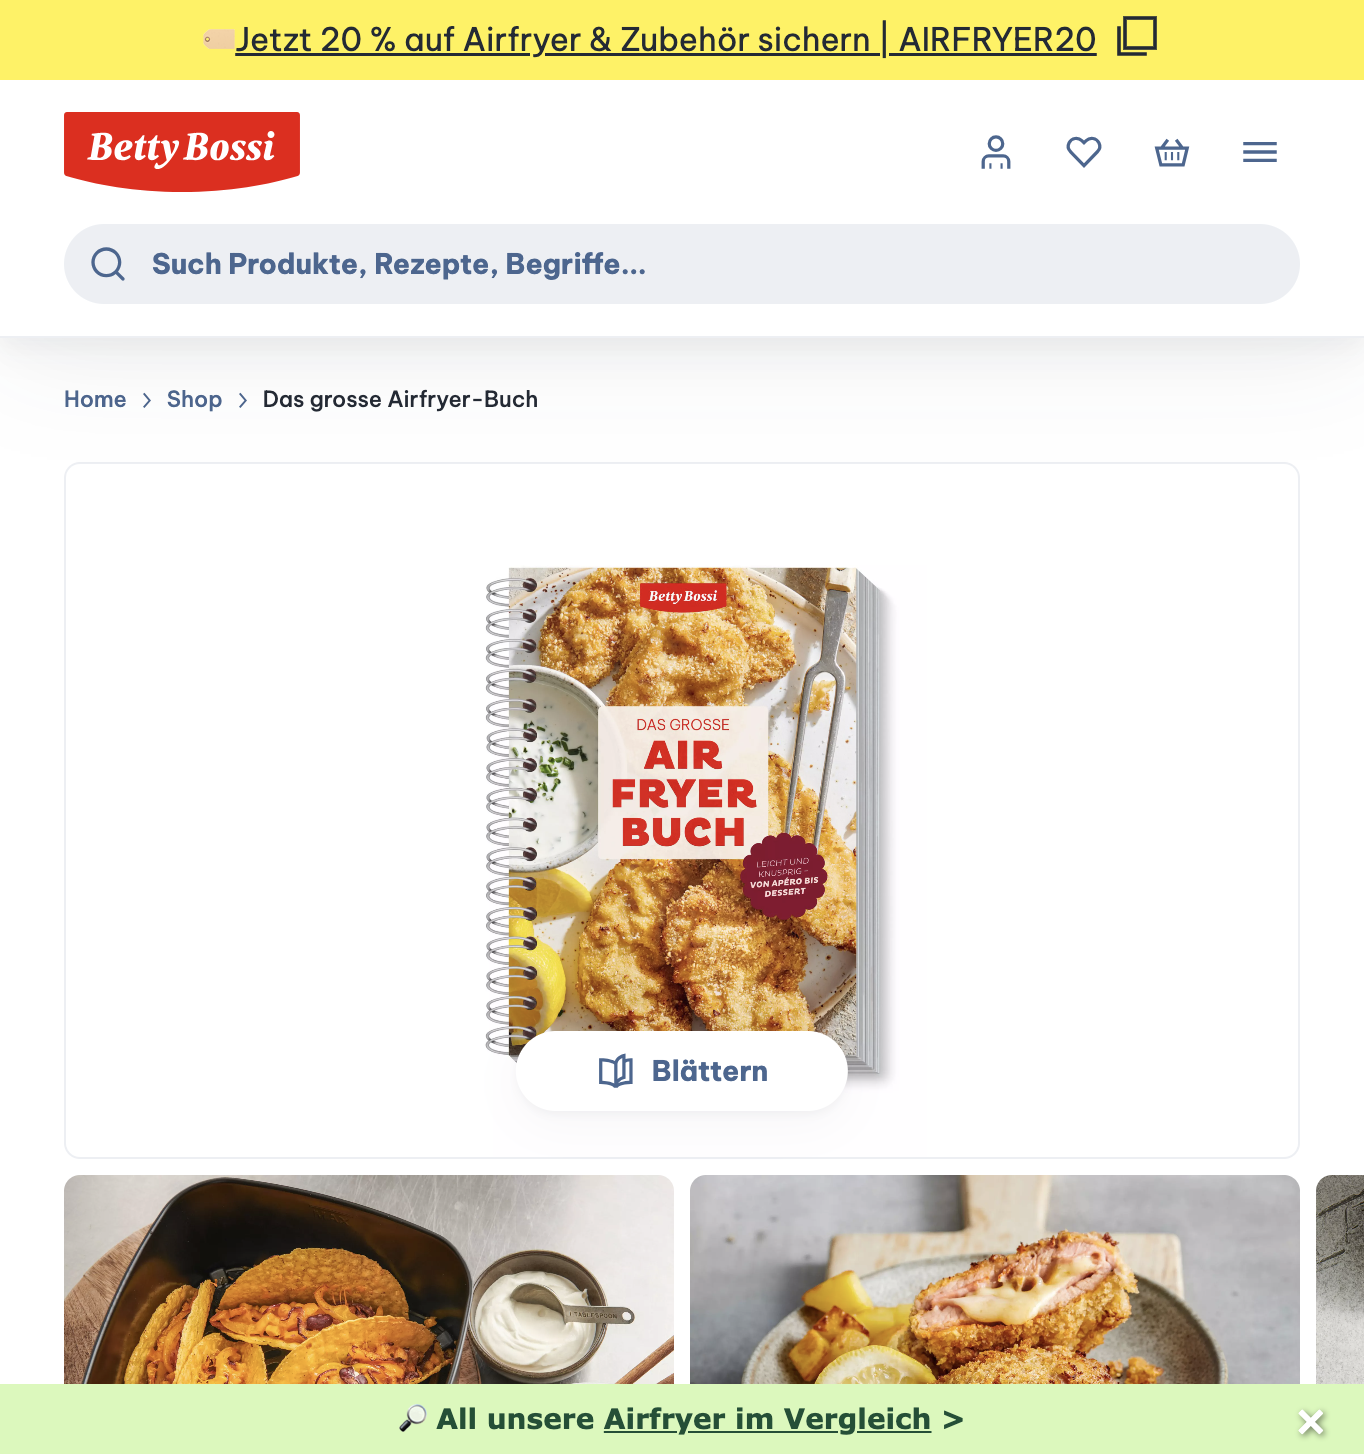 Jetzt 20 % auf Airfryer & Zubehör sichern | AIRFRYER20
Betty Bossi
Such Produkte, Rezepte, Begriffe...
Home > Shop > Das grosse Airfryer-Buch
Betty Bossi
DAS GROSSE
AIR
FRYER
BUCH
LEICHT UND
KNUSPRIG –
VON APÉRO BIS
DESSERT
Blättern
1 TABLESPOON
All unsere Airfryer im Vergleich >